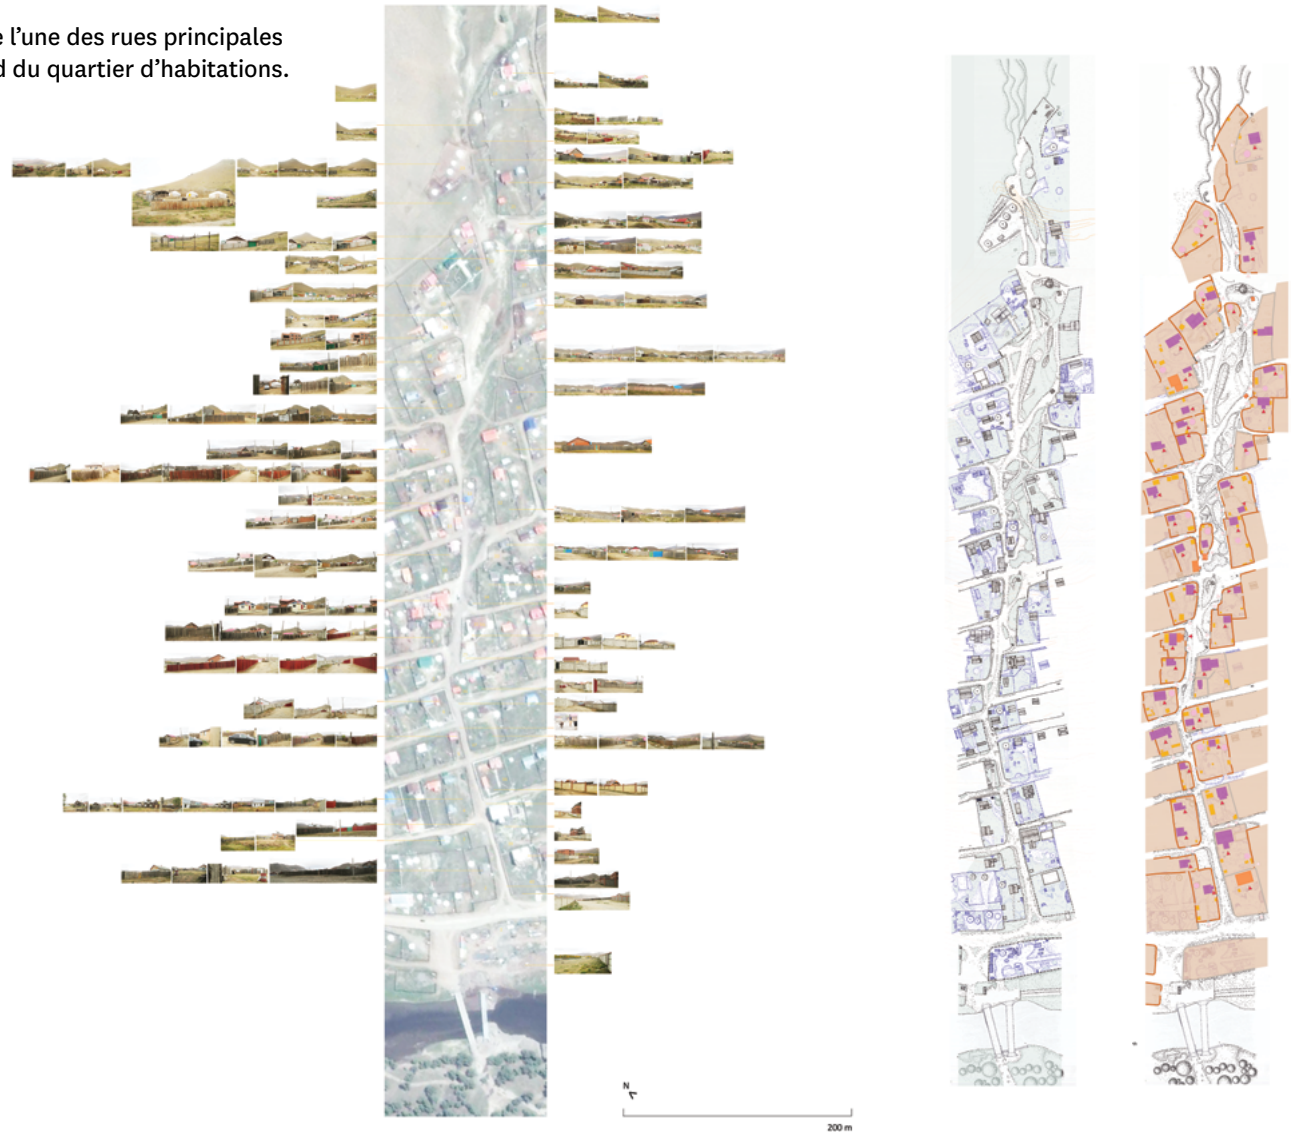 e l’une des rues principales
d du quartier d’habitations.
N
200 m